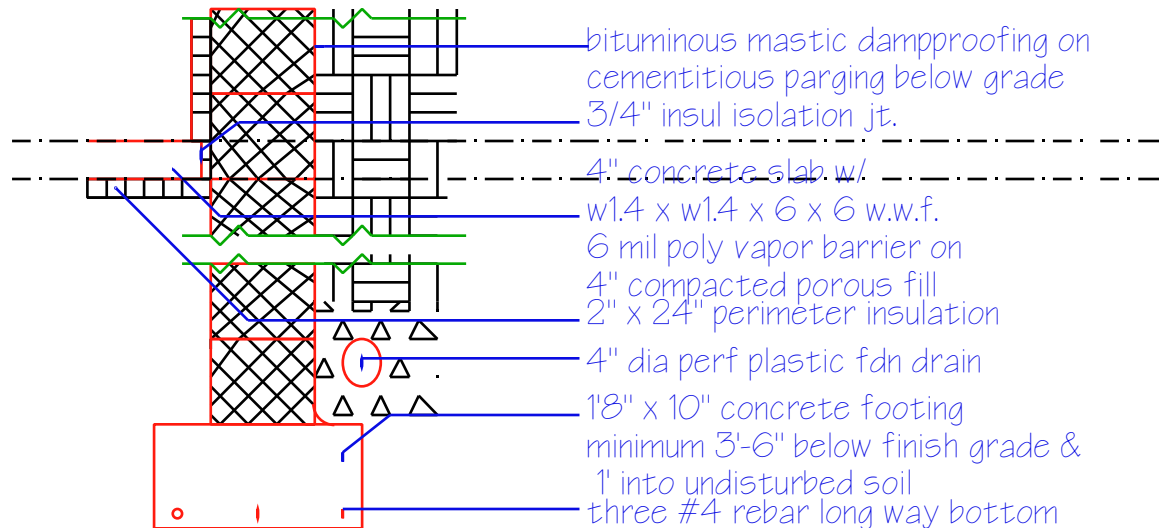 bituminous mastic dampproofing on
cementitious parging below grade
3/4" insul isolation jt.
4" concrete slab w/
w1.4 x w1.4 x 6 x 6 w.w.f.
6 mil poly vapor barrier on
4" compacted porous fill
2" x 24" perimeter insulation
4" dia perf plastic fdn drain
1'8" x 10" concrete footing
minimum 3'-6" below finish grade &
1' into undisturbed soil
three #4 rebar long way bottom